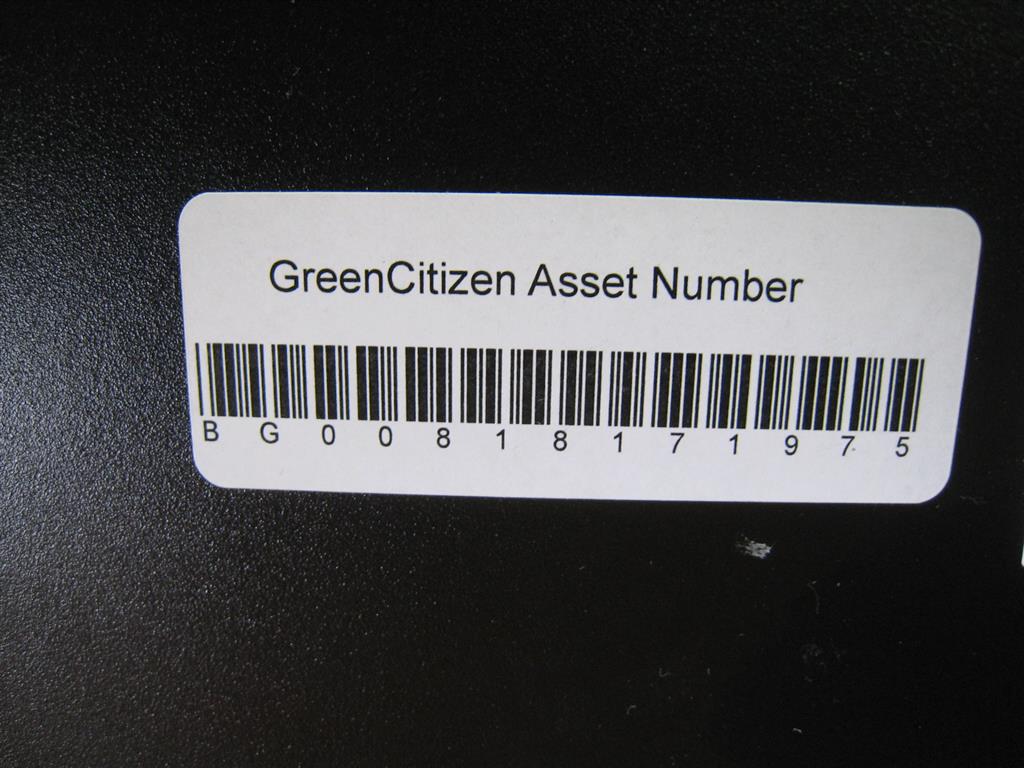 GreenCitizen Asset Number
B G 0 0 8 1 8 1 7 1 9 7 5